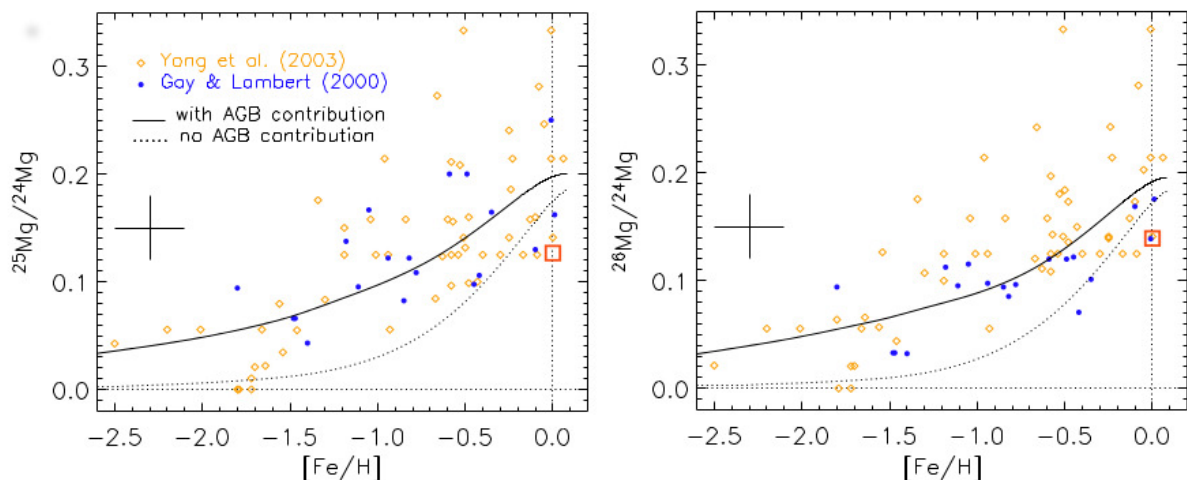 0.3
0.2
0.1
0.0
²⁵Mg/²⁴Mg
Yong et al. (2003)
Gay & Lambert (2000)
with AGB contribution
no AGB contribution
−2.5 −2.0 −1.5 −1.0 −0.5 0.0
[Fe/H]
0.3
0.2
0.1
0.0
²⁶Mg/²⁴Mg
−2.5 −2.0 −1.5 −1.0 −0.5 0.0
[Fe/H]